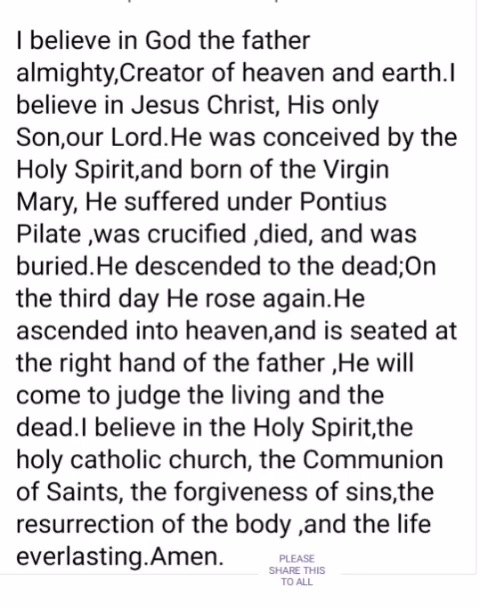 I believe in God the father
almighty,Creator of heaven and earth.I
believe in Jesus Christ, His only
Son,our Lord.He was conceived by the
Holy Spirit,and born of the Virgin
Mary, He suffered under Pontius
Pilate ,was crucified ,died, and was
buried.He descended to the dead;On
the third day He rose again.He
ascended into heaven,and is seated at
the right hand of the father ,He will
come to judge the living and the
dead.I believe in the Holy Spirit,the
holy catholic church, the Communion
of Saints, the forgiveness of sins,the
resurrection of the body ,and the life
everlasting.Amen.
PLEASE
SHARE THIS
TO ALL